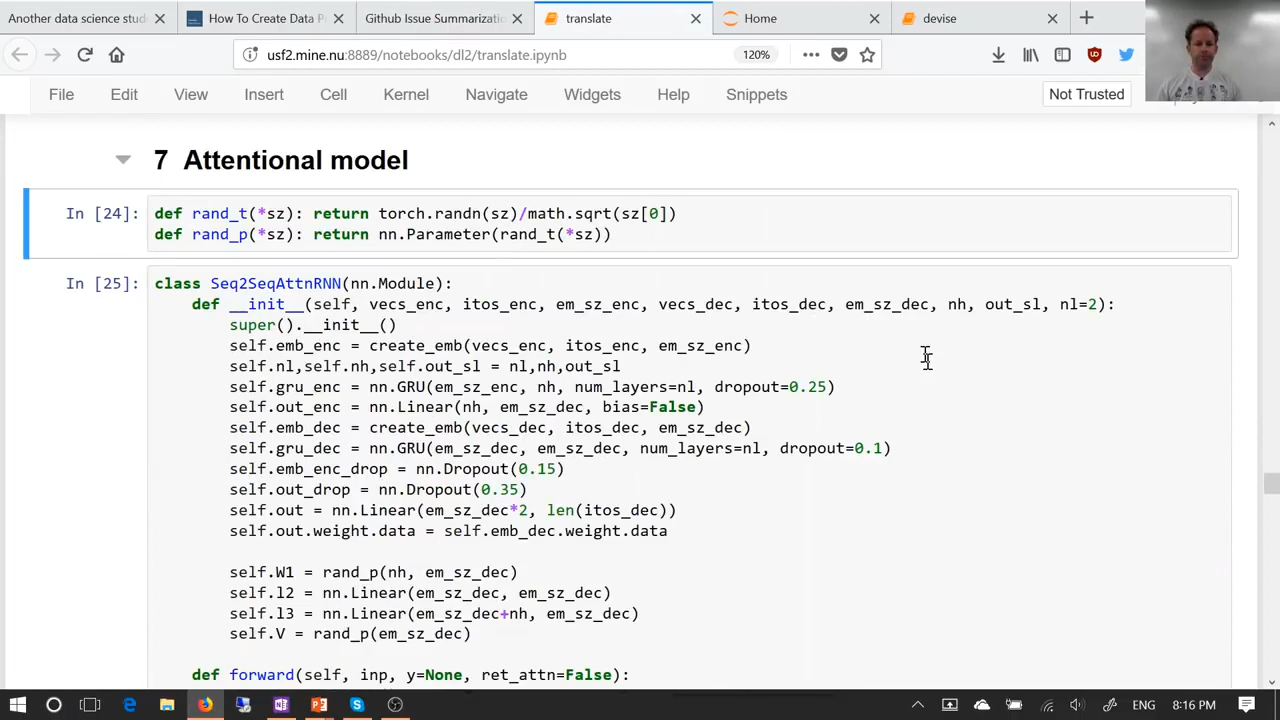 Another data science stud
How To Create Data P
Github Issue Summarizatio
translate
Home
devise
usf2.mine.nu:8889/notebooks/dl2/translate.ipynb
120%
File Edit View Insert Cell Kernel Navigate Widgets Help Snippets
Not Trusted
7 Attentional model
In [24]:
def rand_t(*sz): return torch.randn(sz)/math.sqrt(sz[0])
def rand_p(*sz): return nn.Parameter(rand_t(*sz))
In [25]:
class Seq2SeqAttnRNN(nn.Module):
def __init__(self, vecs_enc, itos_enc, em_sz_enc, vecs_dec, itos_dec, em_sz_dec, nh, out_sl, nl=2):
super().__init__()
self.emb_enc = create_emb(vecs_enc, itos_enc, em_sz_enc)
self.nl,self.nh,self.out_sl = nl,nh,out_sl
self.gru_enc = nn.GRU(em_sz_enc, nh, num_layers=nl, dropout=0.25)
self.out_enc = nn.Linear(nh, em_sz_dec, bias=False)
self.emb_dec = create_emb(vecs_dec, itos_dec, em_sz_dec)
self.gru_dec = nn.GRU(em_sz_dec, em_sz_dec, num_layers=nl, dropout=0.1)
self.emb_enc_drop = nn.Dropout(0.15)
self.out_drop = nn.Dropout(0.35)
self.out = nn.Linear(em_sz_dec*2, len(itos_dec))
self.out.weight.data = self.emb_dec.weight.data
self.W1 = rand_p(nh, em_sz_dec)
self.l2 = nn.Linear(em_sz_dec, em_sz_dec)
self.l3 = nn.Linear(em_sz_dec+nh, em_sz_dec)
self.V = rand_p(em_sz_dec)
def forward(self, inp, y=None, ret_attn=False):
ENG
8:16 PM